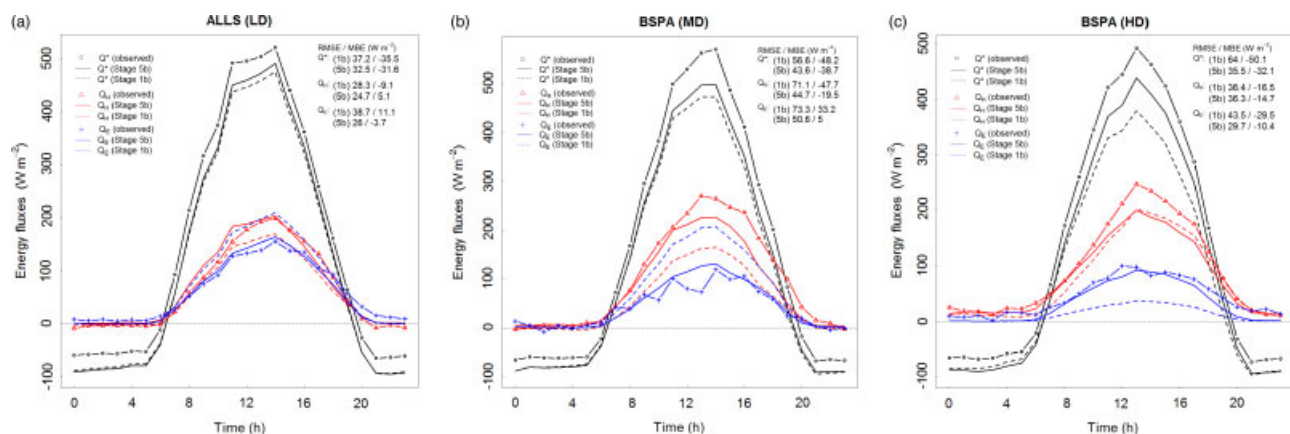 (a)
ALLS (LD)
Q* (observed)
Q* (Stage 5b)
Q* (Stage 1b)
QH (observed)
QH (Stage 5b)
QH (Stage 1b)
QE (observed)
QE (Stage 5b)
QE (Stage 1b)
RMSE / MBE (W m-2)
Q*: (1b) 37.2 / -35.5
(5b) 32.5 / -31.6
QH: (1b) 28.3 / -9.1
(5b) 24.7 / 5.1
QE: (1b) 38.7 / 11.1
(5b) 26 / -3.7
Energy fluxes (W m-2)
500
400
300
200
100
0
-100
0 4 8 12 16 20
Time (h)
(b)
BSPA (MD)
Q* (observed)
Q* (Stage 5b)
Q* (Stage 1b)
QH (observed)
QH (Stage 5b)
QH (Stage 1b)
QE (observed)
QE (Stage 5b)
QE (Stage 1b)
RMSE / MBE (W m-2)
Q*: (1b) 56.6 / -48.2
(5b) 43.6 / -38.7
QH: (1b) 71.1 / -47.7
(5b) 44.7 / -19.5
QE: (1b) 73.3 / 33.2
(5b) 50.6 / 5
Energy fluxes (W m-2)
500
400
300
200
100
0
-100
0 4 8 12 16 20
Time (h)
(c)
BSPA (HD)
Q* (observed)
Q* (Stage 5b)
Q* (Stage 1b)
QH (observed)
QH (Stage 5b)
QH (Stage 1b)
QE (observed)
QE (Stage 5b)
QE (Stage 1b)
RMSE / MBE (W m-2)
Q*: (1b) 64 / -50.1
(5b) 35.5 / -32.1
QH: (1b) 36.4 / -16.5
(5b) 36.3 / -14.7
QE: (1b) 43.5 / -29.5
(5b) 29.7 / -10.4
Energy fluxes (W m-2)
500
400
300
200
100
0
-100
0 4 8 12 16 20
Time (h)